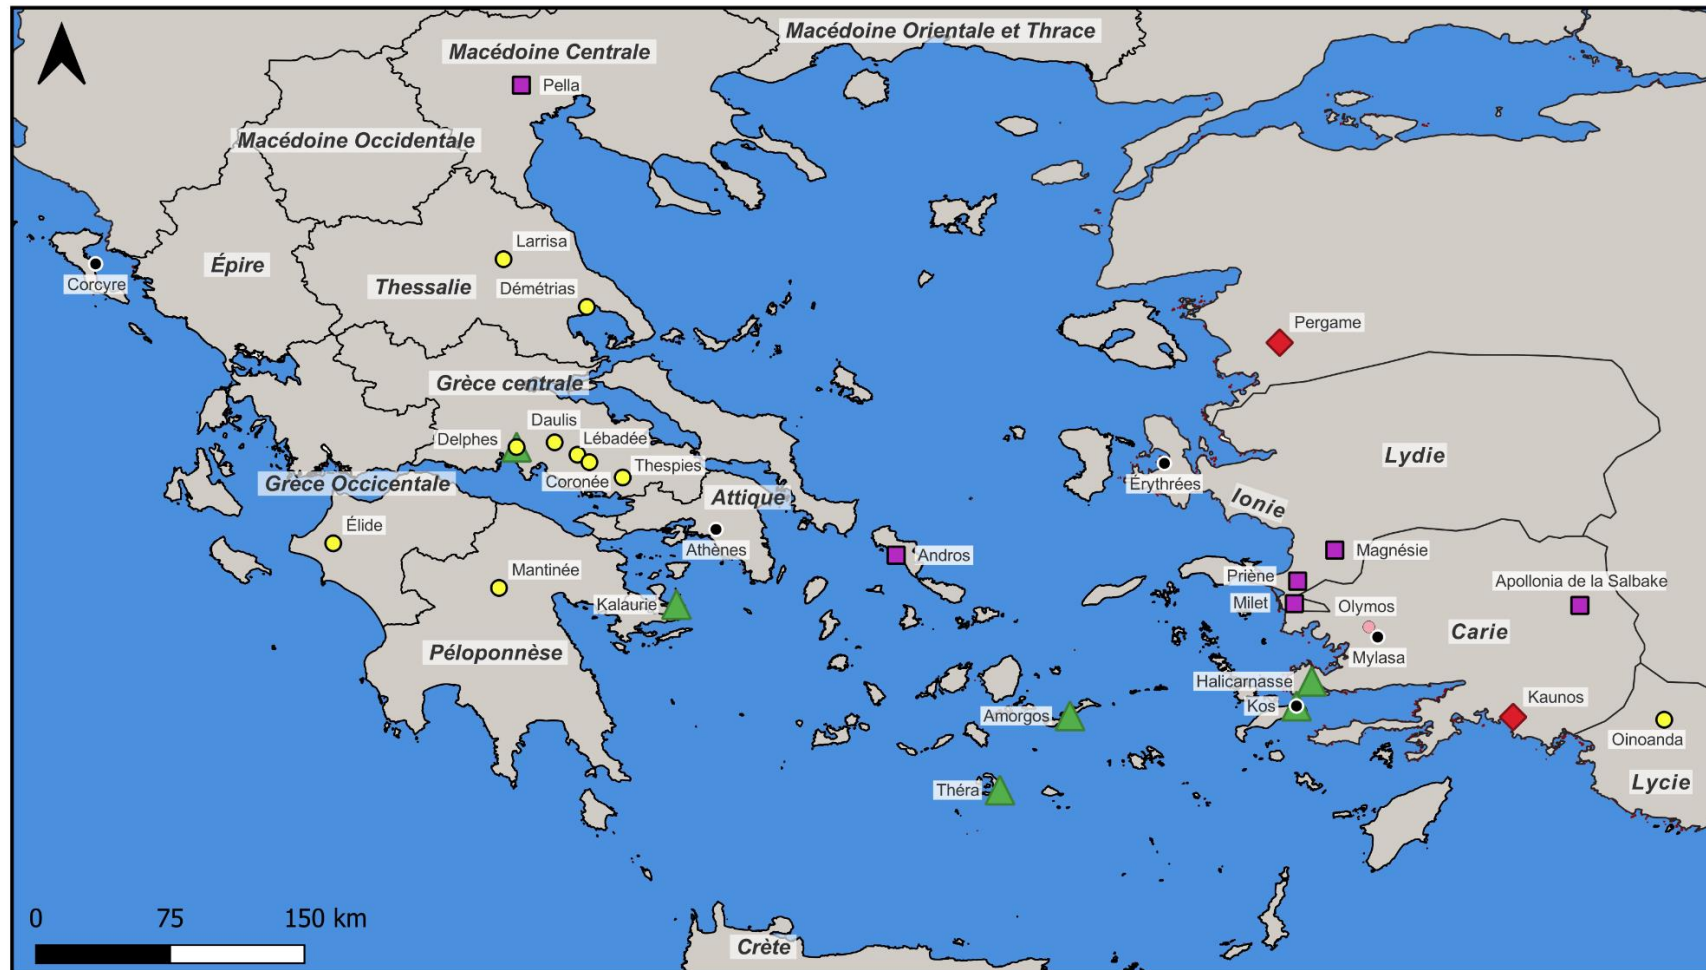 Macédoine Orientale et Thrace
Macédoine Centrale
Pella
Macédoine Occidentale
Larrisa
Épire
Corcyre
Thessalie
Démétrias
Pergame
Grèce centrale
Daulis
Delphes
Lébadée
Thespies
Coronée
Grèce Occidentale
Attique
Lydie
Érythrées
Ionie
Élide
Athènes
Andros
Magnésie
Mantinée
Priène
Apollonia de la Salbake
Kalaurie
Milet
Olymos
Carie
Péloponnèse
Mylasa
Halicarnasse
Kaunos
Kos
Amorgos
Oinoanda
Théra
Lycie
0 75 150 km
Crète